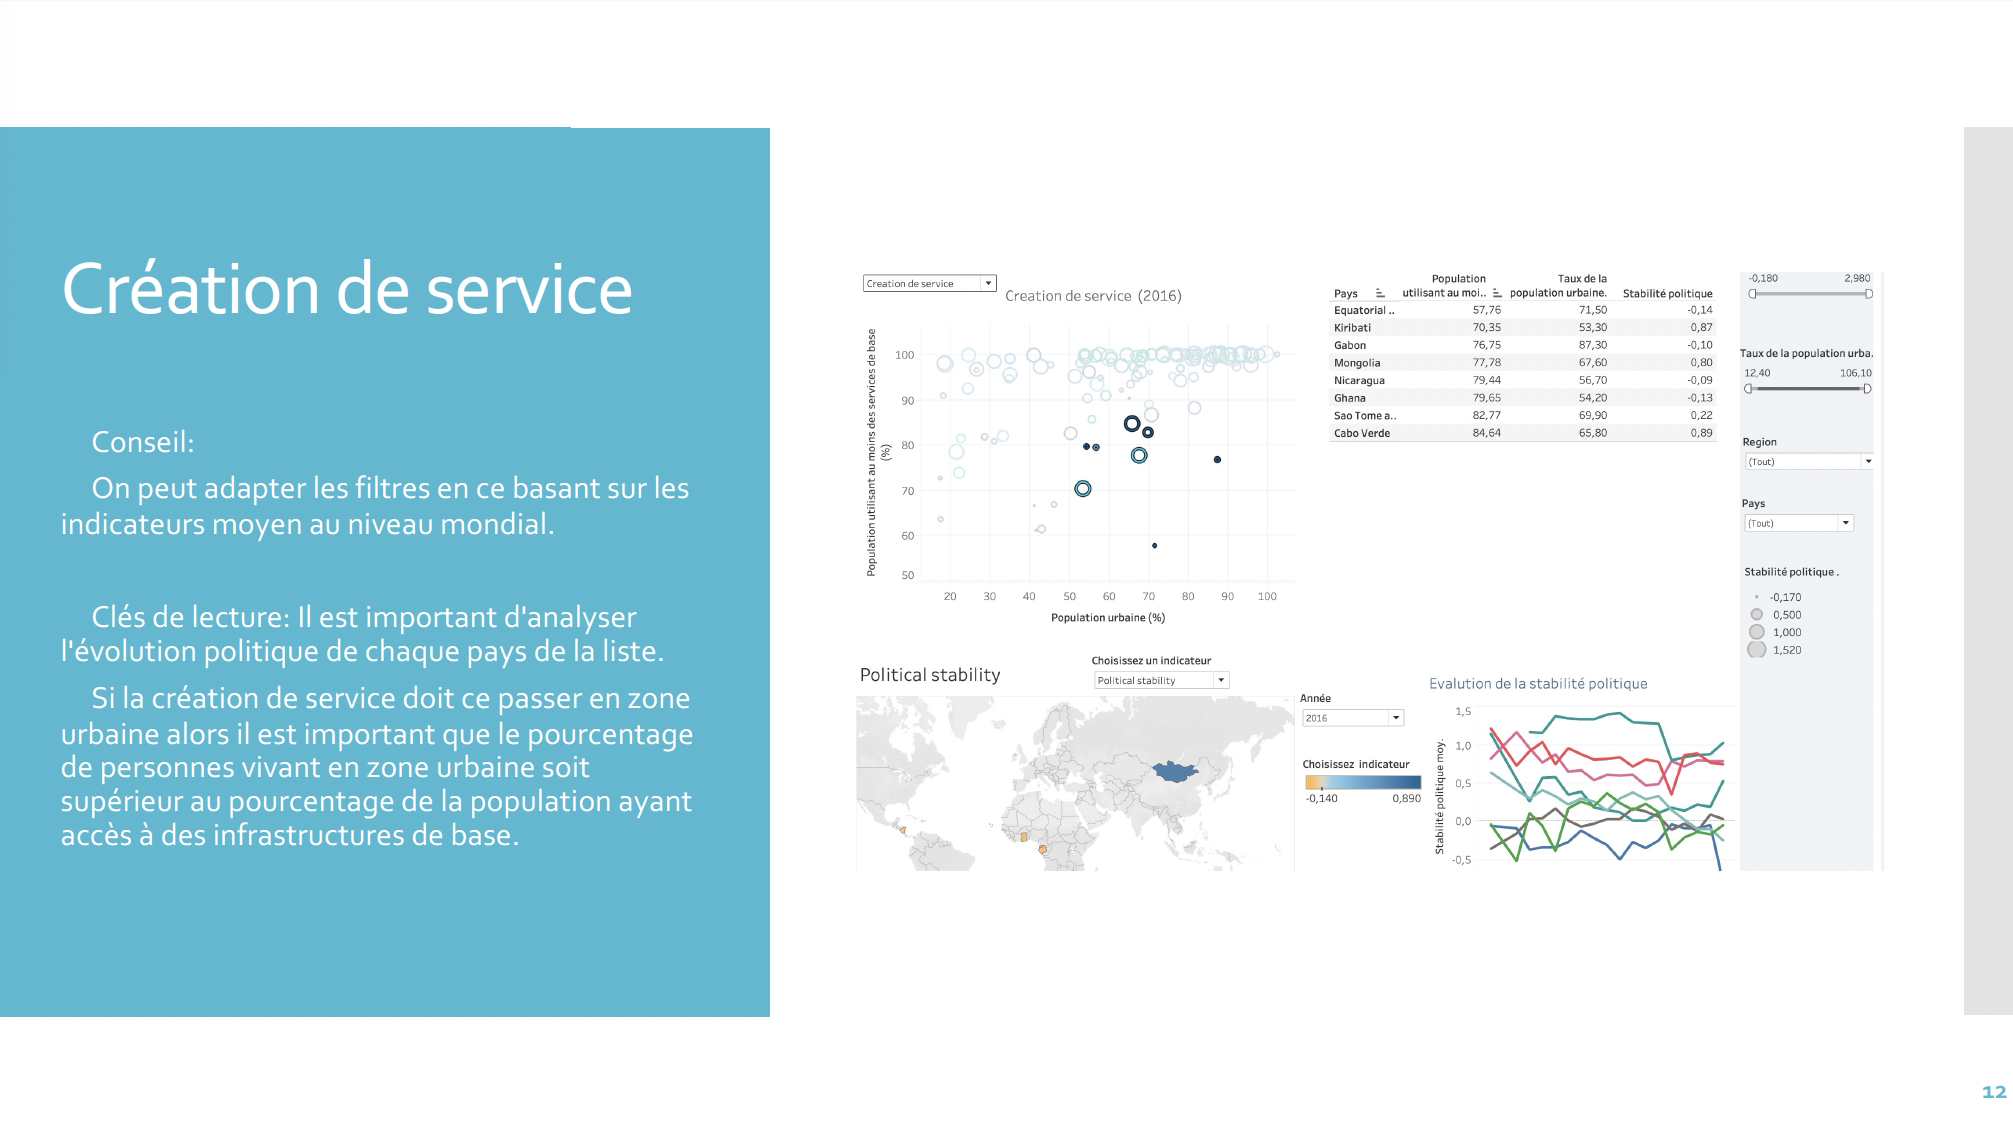 Création de service
Conseil:
On peut adapter les filtres en ce basant sur les
indicateurs moyen au niveau mondial.
Clés de lecture: Il est important d'analyser
l'évolution politique de chaque pays de la liste.
Si la création de service doit ce passer en zone
urbaine alors il est important que le pourcentage
de personnes vivant en zone urbaine soit
supérieur au pourcentage de la population ayant
accès à des infrastructures de base.
Creation de service
Creation de service (2016)
Population utilisant au moins des services de base
(%)
100
90
80
70
60
50
20 30 40 50 60 70 80 90 100
Population urbaine (%)
Population Taux de la
Pays utilisant au moi.. population urbaine. Stabilité politique
Equatorial .. 57,76 71,50 -0,14
Kiribati 70,35 53,30 0,87
Gabon 76,75 87,30 -0,10
Mongolia 77,78 67,60 0,80
Nicaragua 79,44 56,70 -0,09
Ghana 79,65 54,20 -0,13
Sao Tome a.. 82,77 69,90 0,22
Cabo Verde 84,64 65,80 0,89
-0,180 2,980
Taux de la population urba.
12,40 106,10
Region
(Tout)
Pays
(Tout)
Stabilité politique .
-0,170
0,500
1,000
1,520
Political stability
Choisissez un indicateur
Political stability
Année
2016
Choisissez indicateur
-0,140 0,890
Evalution de la stabilité politique
Stabilité politique moy.
1,5
1,0
0,5
0,0
-0,5
12